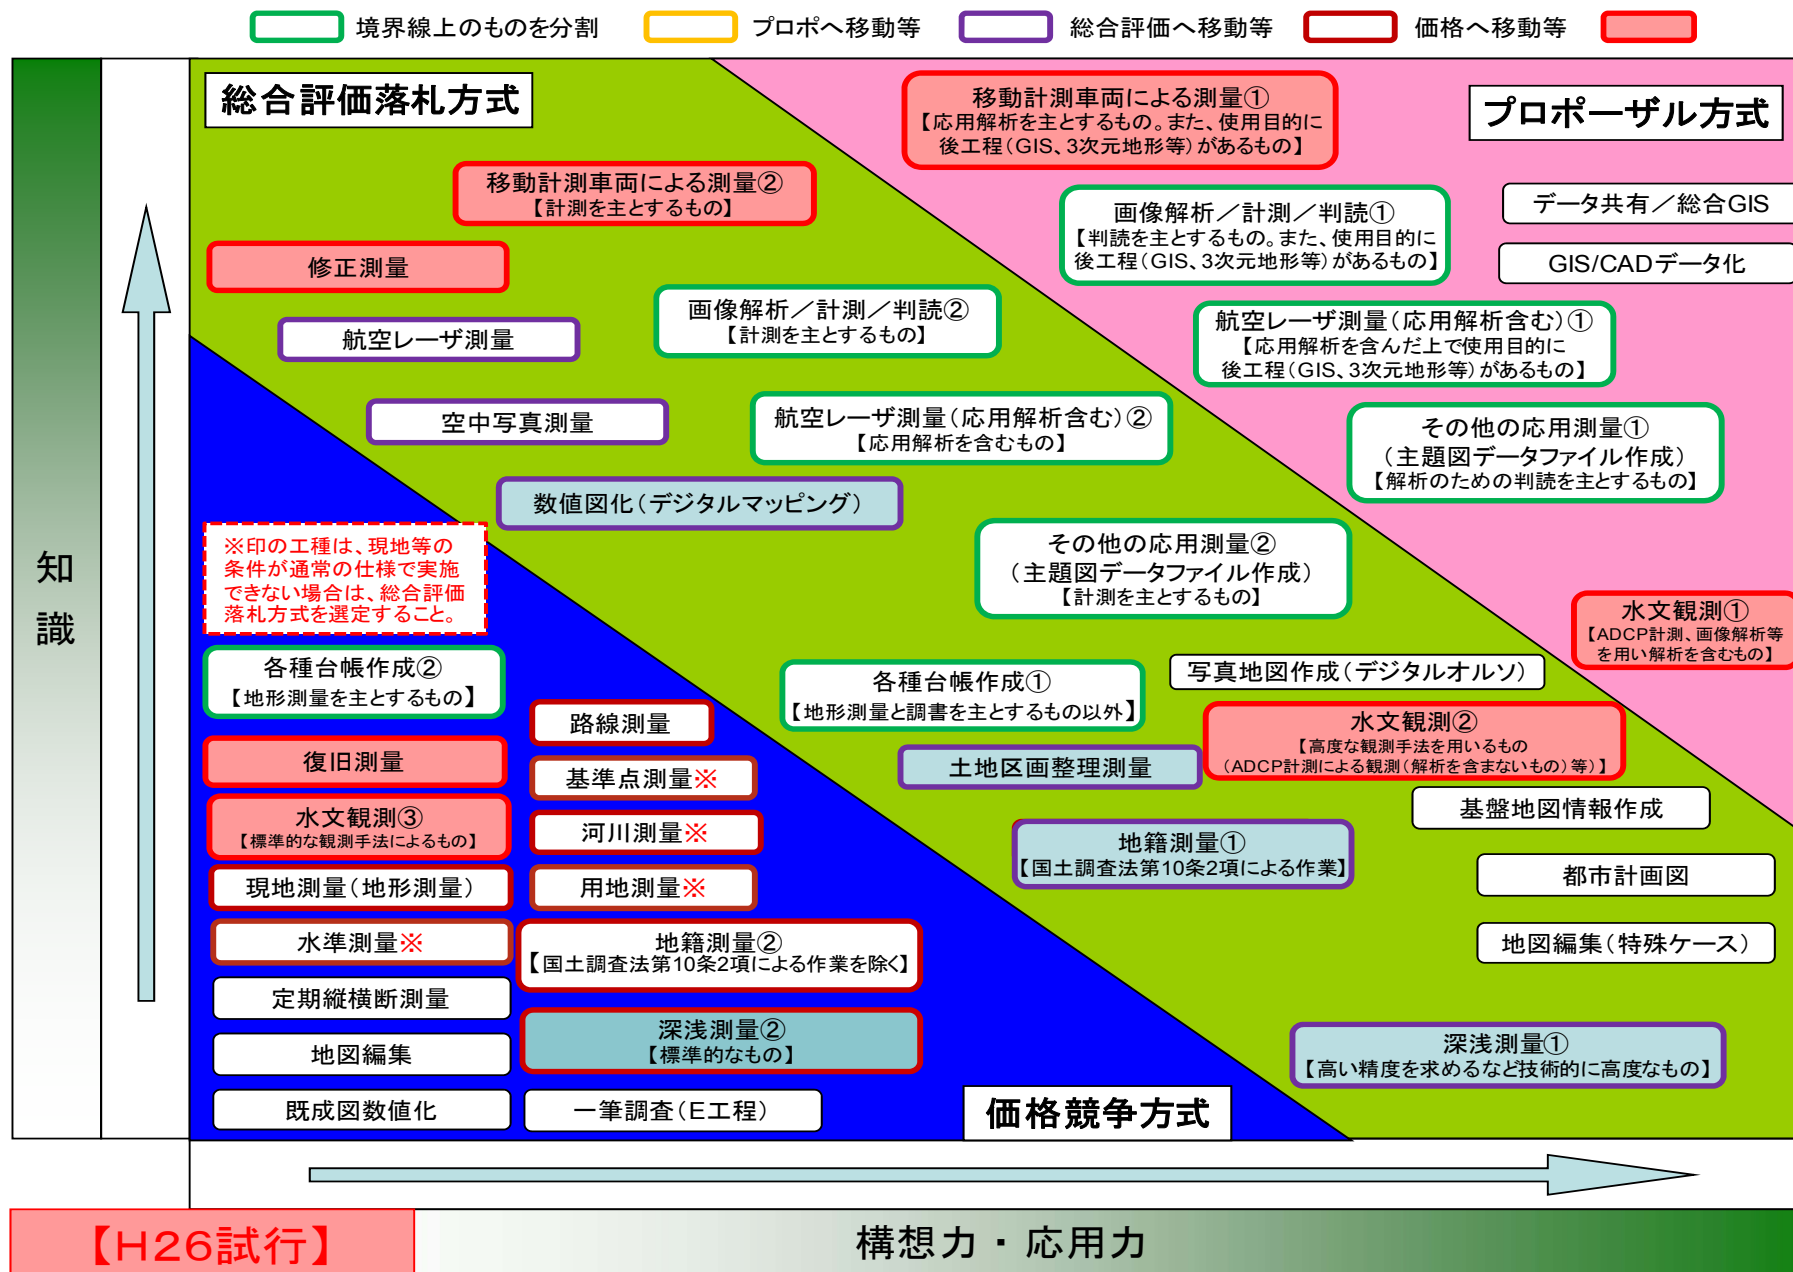 境界線上のものを分割
プロポへ移動等
総合評価へ移動等
価格へ移動等
総合評価落札方式
プロポーザル方式
移動計測車両による測量①
【応用解析を主とするもの。また、使用目的に
後工程（GIS、3次元地形等）があるもの】
移動計測車両による測量②
【計測を主とするもの】
画像解析／計測／判読①
【判読を主とするもの。また、使用目的に
後工程（GIS、3次元地形等）があるもの】
データ共有／総合GIS
GIS/CADデータ化
修正測量
画像解析／計測／判読②
【計測を主とするもの】
航空レーザ測量（応用解析含む）①
【応用解析を含んだ上で使用目的に
後工程（GIS、3次元地形等）があるもの】
航空レーザ測量
空中写真測量
航空レーザ測量（応用解析含む）②
【応用解析を含むもの】
その他の応用測量①
（主題図データファイル作成）
【解析のための判読を主とするもの】
数値図化（デジタルマッピング）
※印の工種は、現地等の
条件が通常の仕様で実施
できない場合は、総合評価
落札方式を選定すること。
その他の応用測量②
（主題図データファイル作成）
【計測を主とするもの】
知
識
水文観測①
【ADCP計測、画像解析等
を用い解析を含むもの】
各種台帳作成②
【地形測量を主とするもの】
各種台帳作成①
【地形測量と調書を主とするもの以外】
写真地図作成（デジタルオルソ）
路線測量
水文観測②
【高度な観測手法を用いるもの
（ADCP計測による観測（解析を含まないもの）等）】
復旧測量
基準点測量※
土地区画整理測量
基盤地図情報作成
水文観測③
【標準的な観測手法によるもの】
河川測量※
地籍測量①
【国土調査法第10条2項による作業】
現地測量（地形測量）
用地測量※
都市計画図
水準測量※
地籍測量②
【国土調査法第10条2項による作業を除く】
地図編集（特殊ケース）
定期縦横断測量
深浅測量②
【標準的なもの】
地図編集
深浅測量①
【高い精度を求めるなど技術的に高度なもの】
既成図数値化
一筆調査（E工程）
価格競争方式
【H26試行】
構想力・応用力